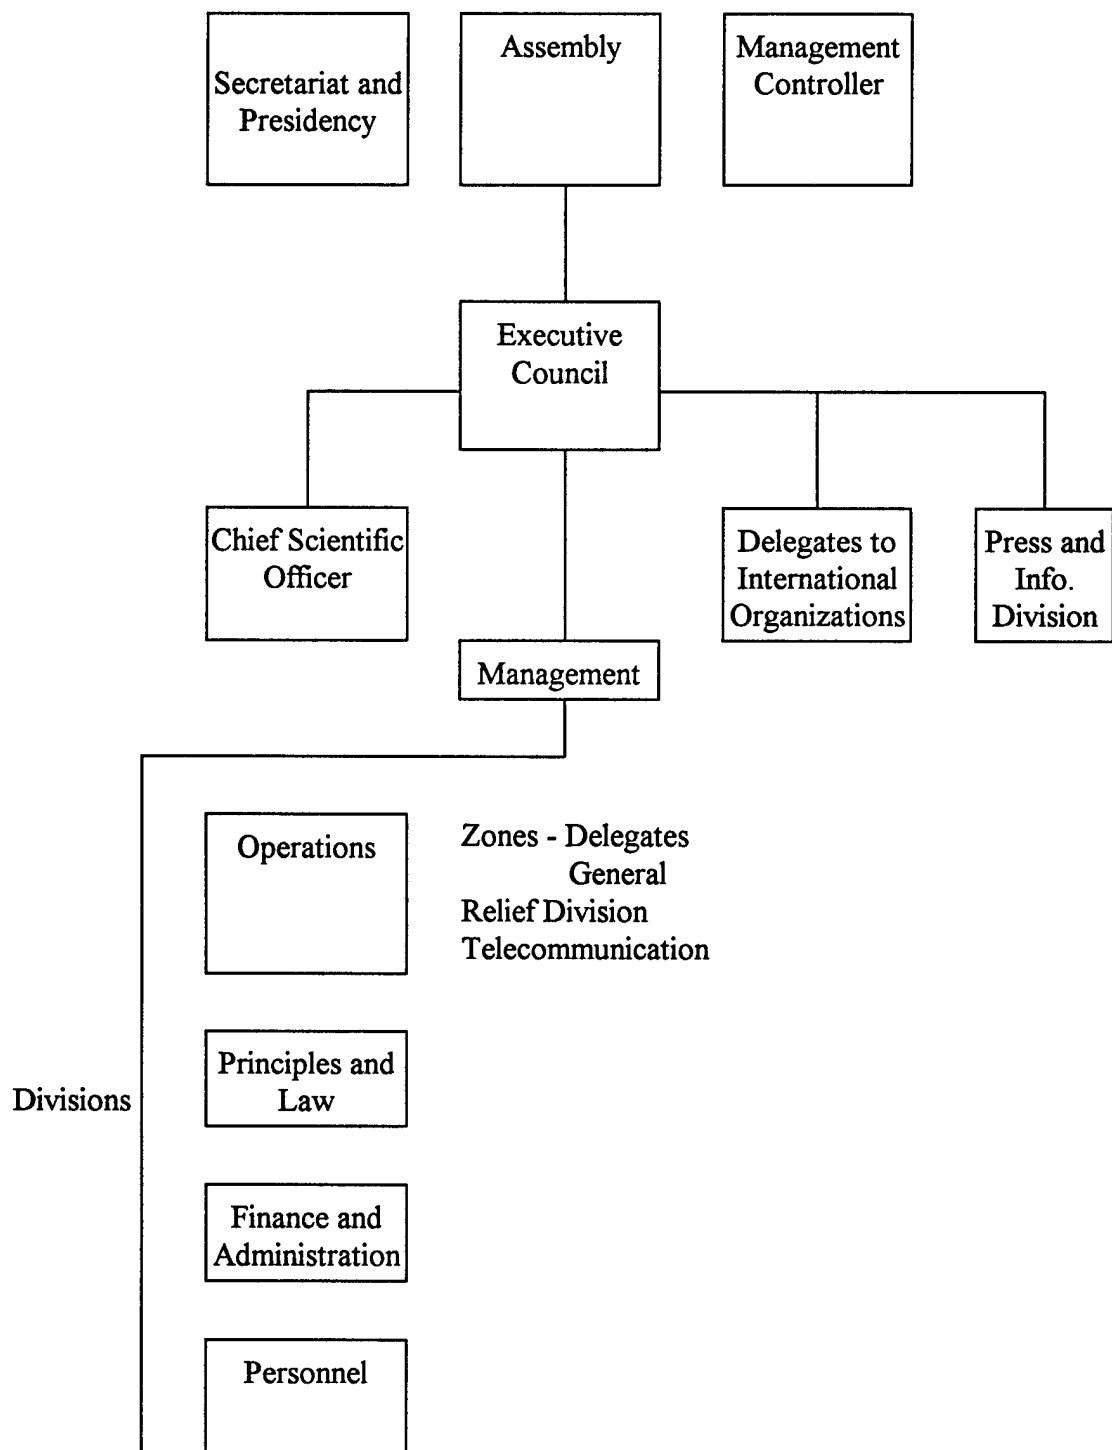 Secretariat and
Presidency
Assembly
Management
Controller
Executive
Council
Chief Scientific
Officer
Delegates to
International
Organizations
Press and
Info.
Division
Management
Operations
Zones - Delegates
General
Relief Division
Telecommunication
Divisions
Principles and
Law
Finance and
Administration
Personnel